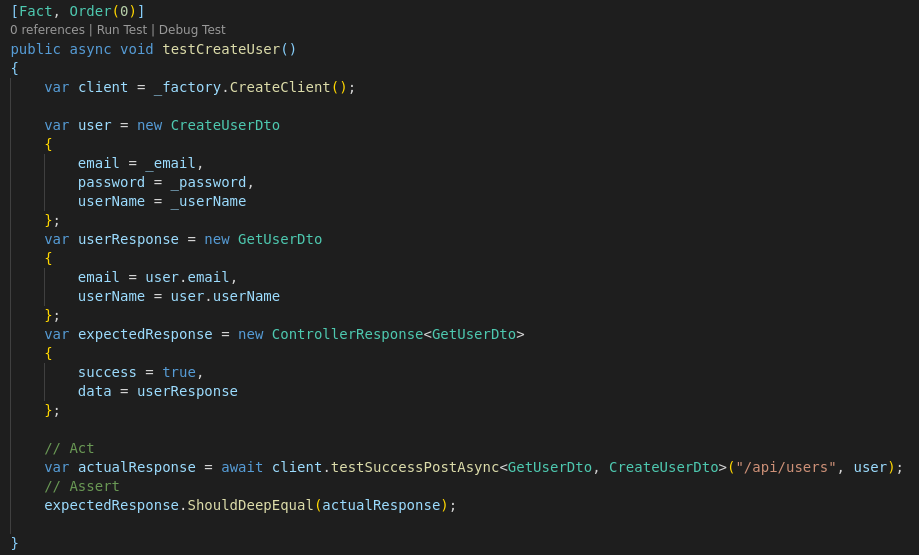 [Fact, Order(0)]
0 references | Run Test | Debug Test
public async void testCreateUser()
{
    var client = _factory.CreateClient();

    var user = new CreateUserDto
    {
        email = _email,
        password = _password,
        userName = _userName
    };
    var userResponse = new GetUserDto
    {
        email = user.email,
        userName = user.userName
    };
    var expectedResponse = new ControllerResponse<GetUserDto>
    {
        success = true,
        data = userResponse
    };

    // Act
    var actualResponse = await client.testSuccessPostAsync<GetUserDto, CreateUserDto>("/api/users", user);
    // Assert
    expectedResponse.ShouldDeepEqual(actualResponse);

}